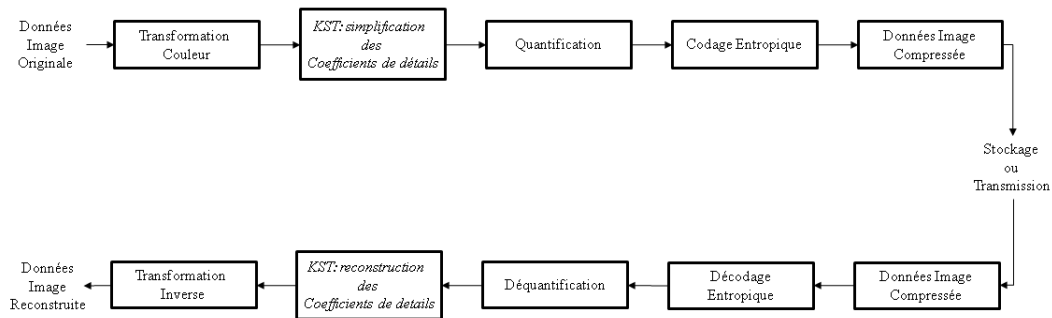 Données
Image
Originale
Transformation
Couleur
KST: simplification
des
Coefficients de détails
Quantification
Codage Entropique
Données Image
Compressée
Stockage
ou
Transmission
Données
Image
Reconstruite
Transformation
Inverse
KST: reconstruction
des
Coefficients de details
Déquantification
Décodage
Entropique
Données Image
Compressée